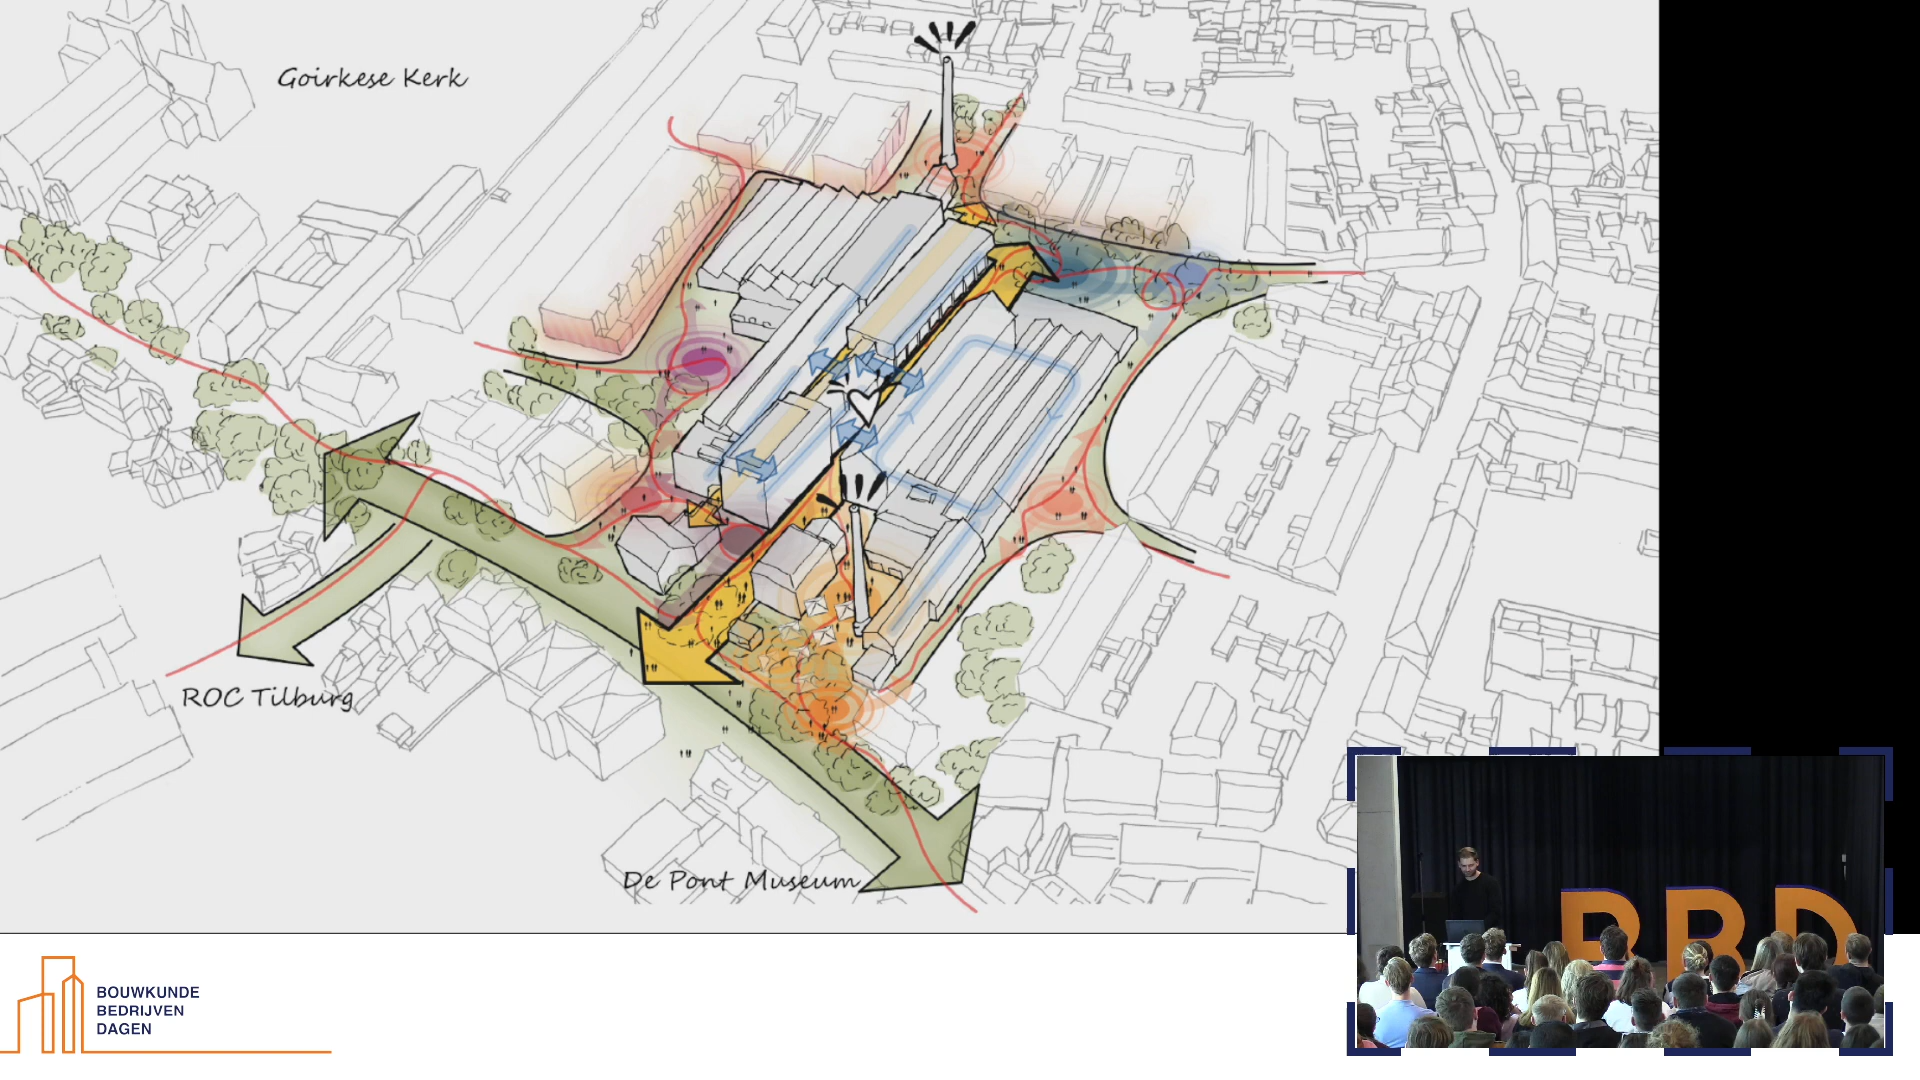 Goirkese Kerk
ROC Tilburg
De Pont Museum
BOUWKUNDE
BEDRIJVEN
DAGEN
BBD